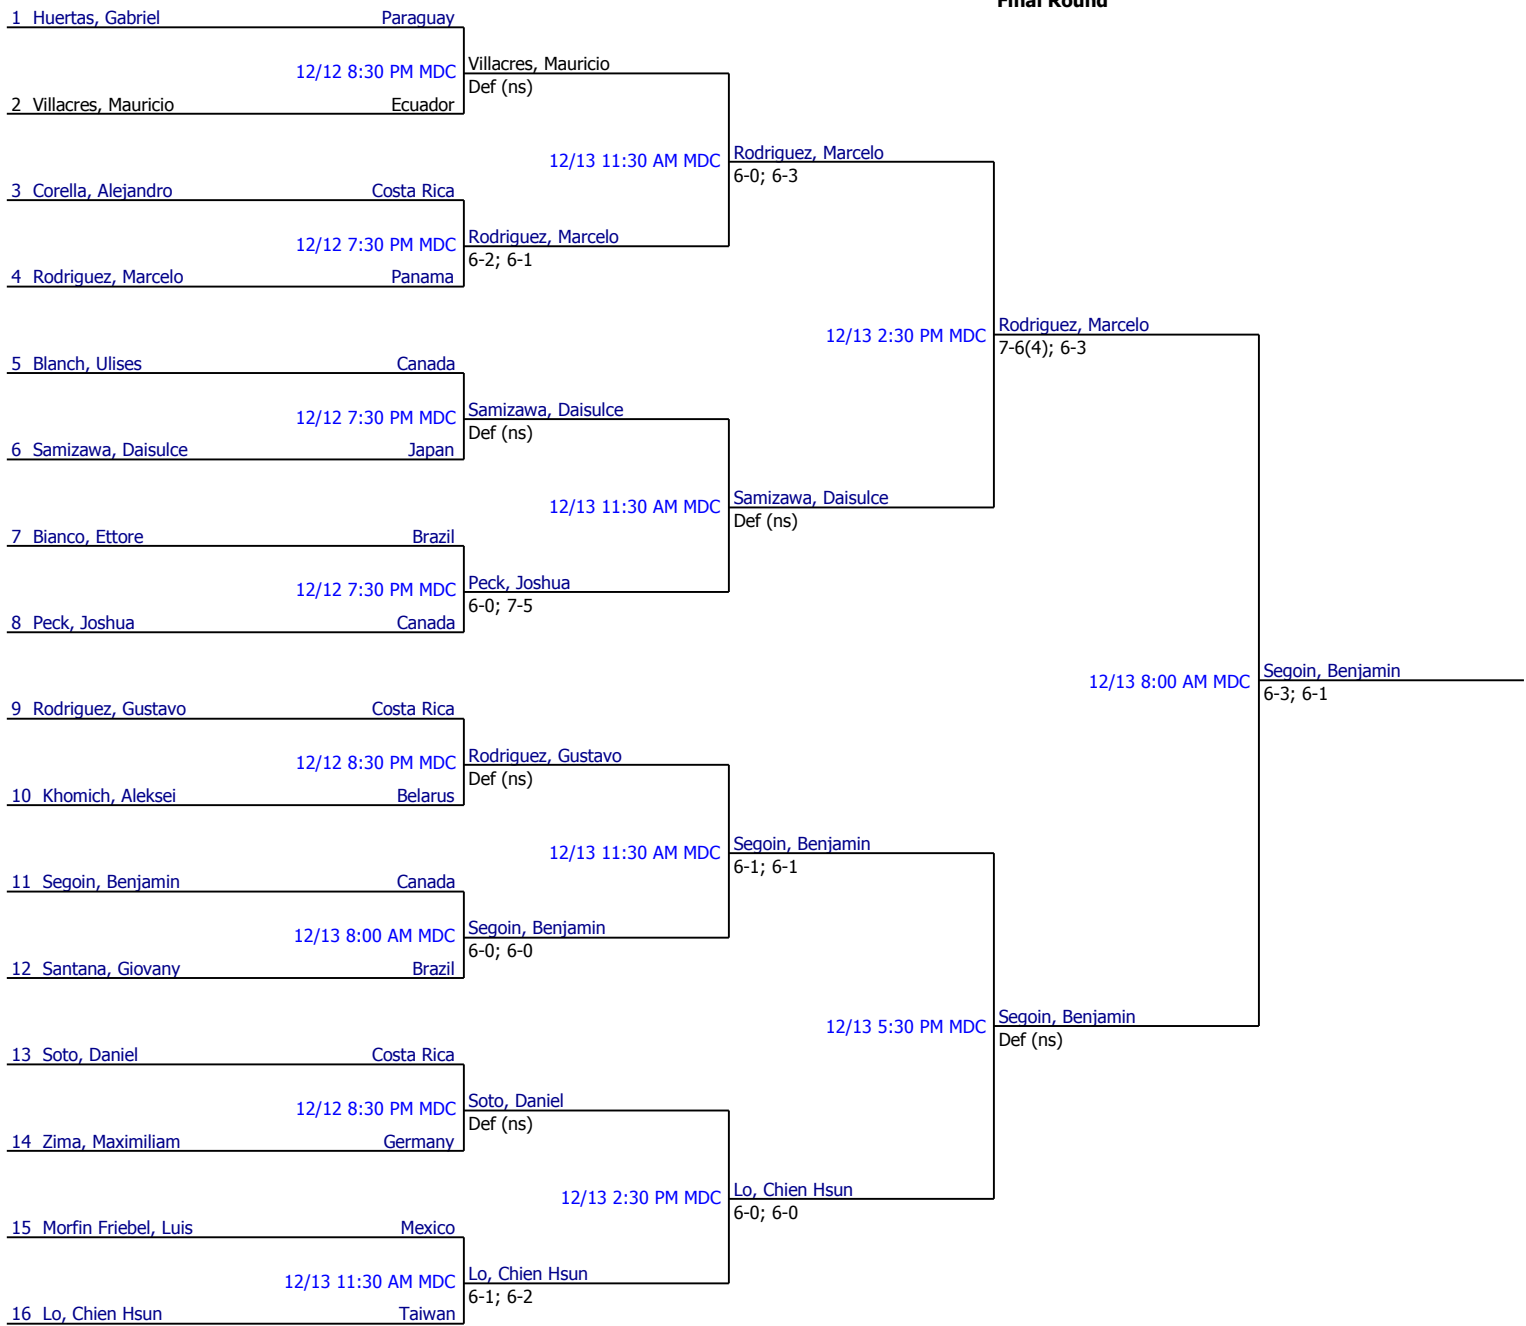 Final Round
1 Huertas, Gabriel Paraguay
12/12 8:30 PM MDC Villacres, Mauricio
Def (ns)
2 Villacres, Mauricio Ecuador
12/13 11:30 AM MDC Rodriguez, Marcelo
6-0; 6-3
3 Corella, Alejandro Costa Rica
12/12 7:30 PM MDC Rodriguez, Marcelo
6-2; 6-1
4 Rodriguez, Marcelo Panama
12/13 2:30 PM MDC Rodriguez, Marcelo
7-6(4); 6-3
5 Blanch, Ulises Canada
12/12 7:30 PM MDC Samizawa, Daisulce
Def (ns)
6 Samizawa, Daisulce Japan
12/13 11:30 AM MDC Samizawa, Daisulce
Def (ns)
7 Bianco, Ettore Brazil
12/12 7:30 PM MDC Peck, Joshua
6-0; 7-5
8 Peck, Joshua Canada
12/13 8:00 AM MDC Segoin, Benjamin
6-3; 6-1
9 Rodriguez, Gustavo Costa Rica
12/12 8:30 PM MDC Rodriguez, Gustavo
Def (ns)
10 Khomich, Aleksei Belarus
12/13 11:30 AM MDC Segoin, Benjamin
6-1; 6-1
11 Segoin, Benjamin Canada
12/13 8:00 AM MDC Segoin, Benjamin
6-0; 6-0
12 Santana, Giovany Brazil
12/13 5:30 PM MDC Segoin, Benjamin
Def (ns)
13 Soto, Daniel Costa Rica
12/12 8:30 PM MDC Soto, Daniel
Def (ns)
14 Zima, Maximiliam Germany
12/13 2:30 PM MDC Lo, Chien Hsun
6-0; 6-0
15 Morfin Friebel, Luis Mexico
12/13 11:30 AM MDC Lo, Chien Hsun
6-1; 6-2
16 Lo, Chien Hsun Taiwan